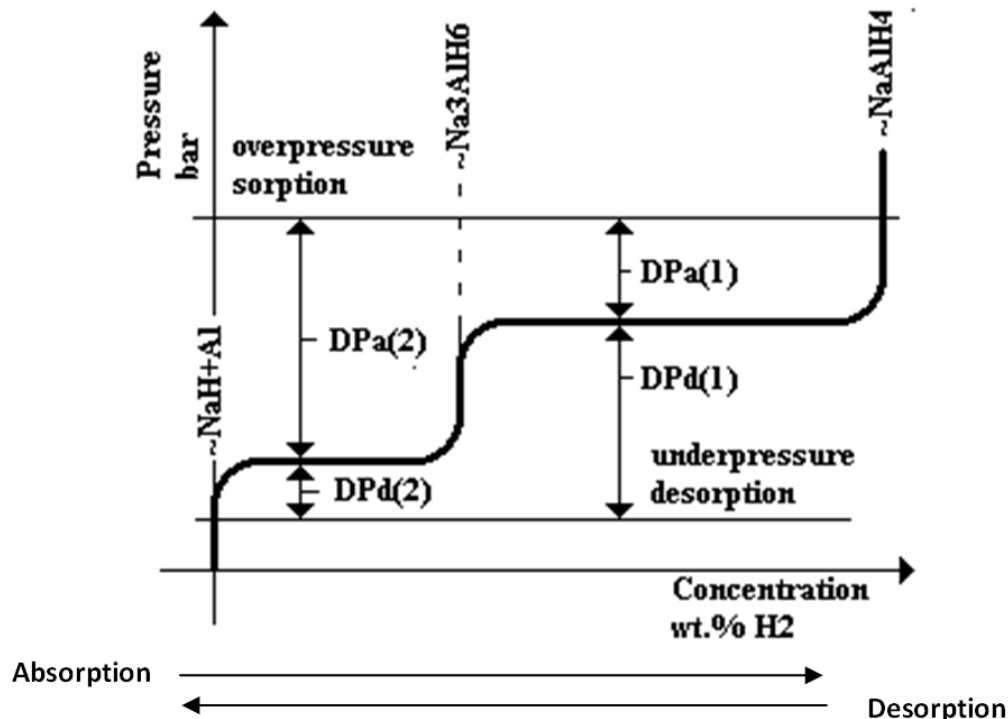 Pressure
bar
overpressure
sorption
~Na3AlH6
~NaAlH4
DPa(1)
DPa(2)
~NaH+Al
DPd(1)
underpressure
desorption
DPd(2)
Concentration
wt.% H2
Absorption
Desorption